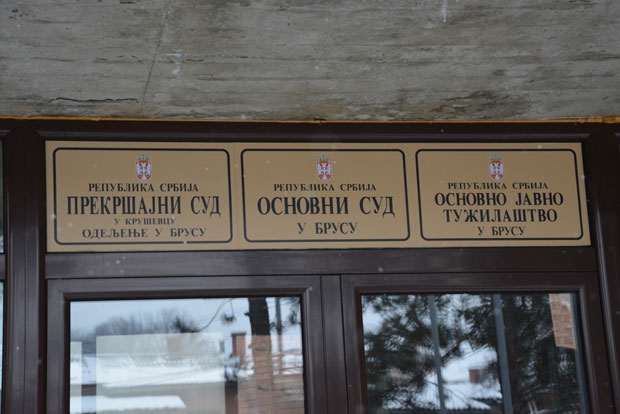 РЕПУБЛИКА СРБИЈА
ПРЕКРШАЈНИ СУД
У КРУШЕВЦУ
ОДЕЉЕЊЕ У БРУСУ
РЕПУБЛИКА СРБИЈА
ОСНОВНИ СУД
У БРУСУ
РЕПУБЛИКА СРБИЈА
ОСНОВНО ЈАВНО
ТУЖИЛАШТВО
У БРУСУ